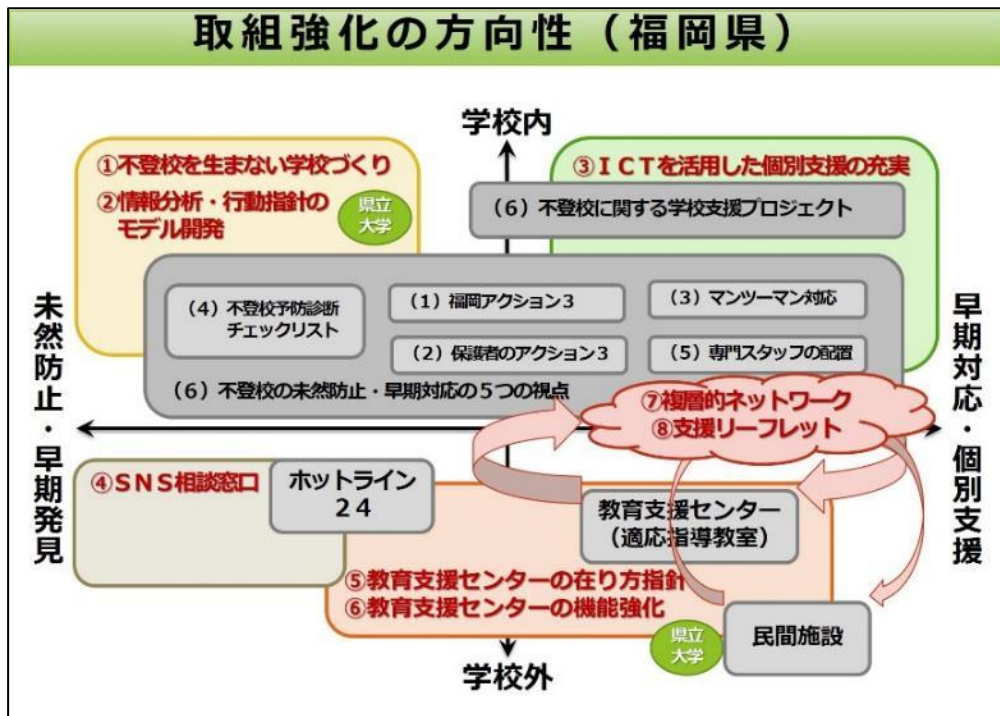 取組強化の方向性（福岡県）
学校内
①不登校を生まない学校づくり
②情報分析・行動指針の
モデル開発
県立
大学
③ＩＣＴを活用した個別支援の充実
（６）不登校に関する学校支援プロジェクト
（４）不登校予防診断
チェックリスト
（１）福岡アクション３
（３）マンツーマン対応
（２）保護者のアクション３
（５）専門スタッフの配置
（６）不登校の未然防止・早期対応の５つの視点
未然防止・早期発見
早期対応・個別支援
⑦複層的ネットワーク
⑧支援リーフレット
④ＳＮＳ相談窓口
ホットライン
２４
教育支援センター
（適応指導教室）
⑤教育支援センターの在り方指針
⑥教育支援センターの機能強化
県立
大学
民間施設
学校外